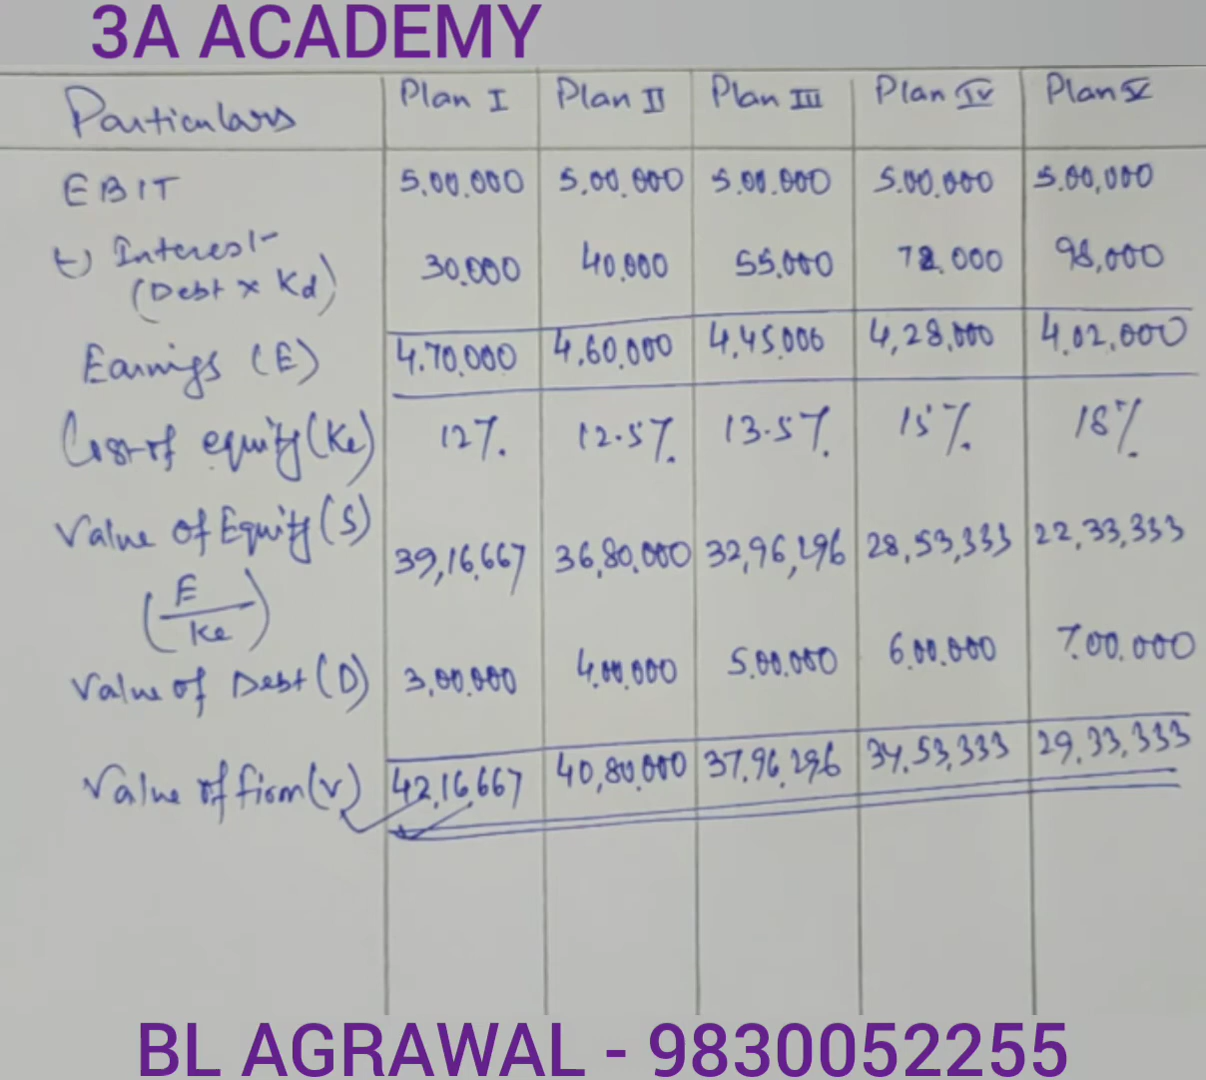 3A ACADEMY
Particulars Plan I Plan II Plan III Plan IV Plan V
EBIT 5,00,000 5,00,000 5,00,000 5,00,000 5,00,000
(-) Interest 30,000 40,000 55,000 72,000 98,000
(Debt x Kd)
Earnings (E) 4,70,000 4,60,000 4,45,000 4,28,000 4,02,000
Cost of equity (Ke) 12% 12.5% 13.5% 15% 18%
Value of Equity (S) 39,16,667 36,80,000 32,96,296 28,53,333 22,33,333
(E/Ke)
Value of Debt (D) 3,00,000 4,00,000 5,00,000 6,00,000 7,00,000
Value of firm (V) 42,16,667 40,80,000 37,96,296 34,53,333 29,33,333
BL AGRAWAL - 9830052255